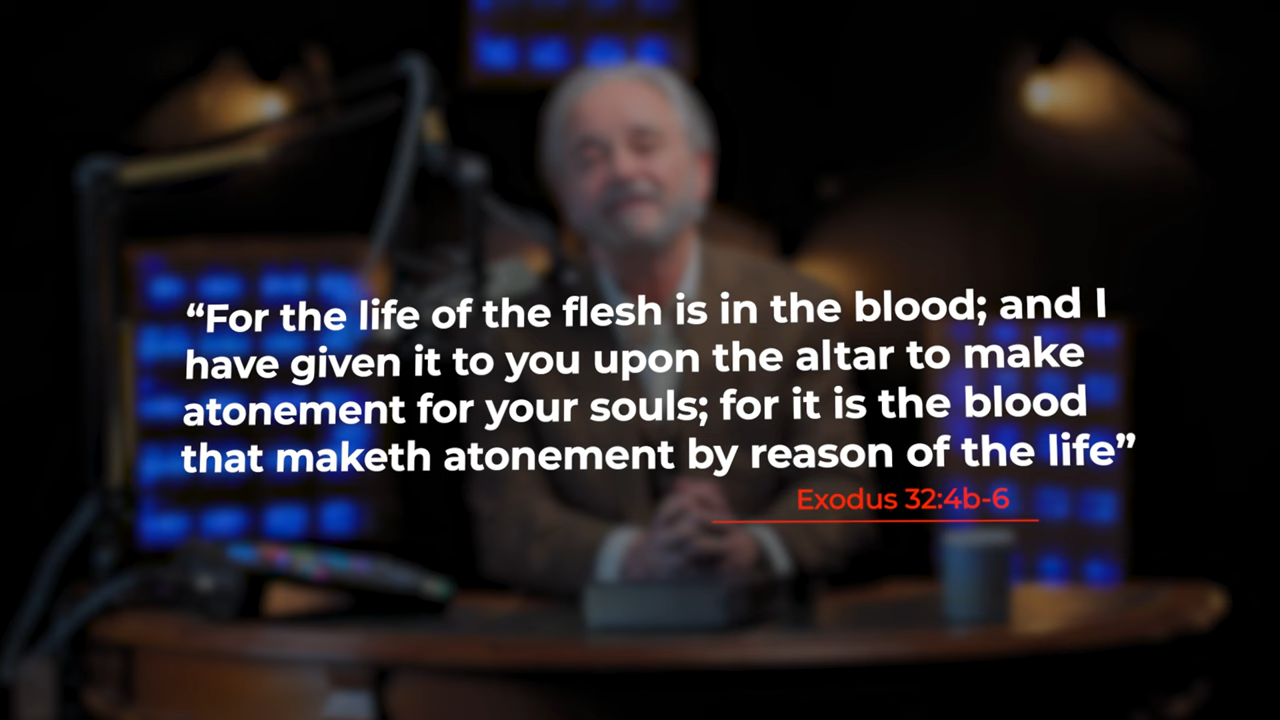 “For the life of the flesh is in the blood; and I
have given it to you upon the altar to make
atonement for your souls; for it is the blood
that maketh atonement by reason of the life”
Exodus 32:4b-6